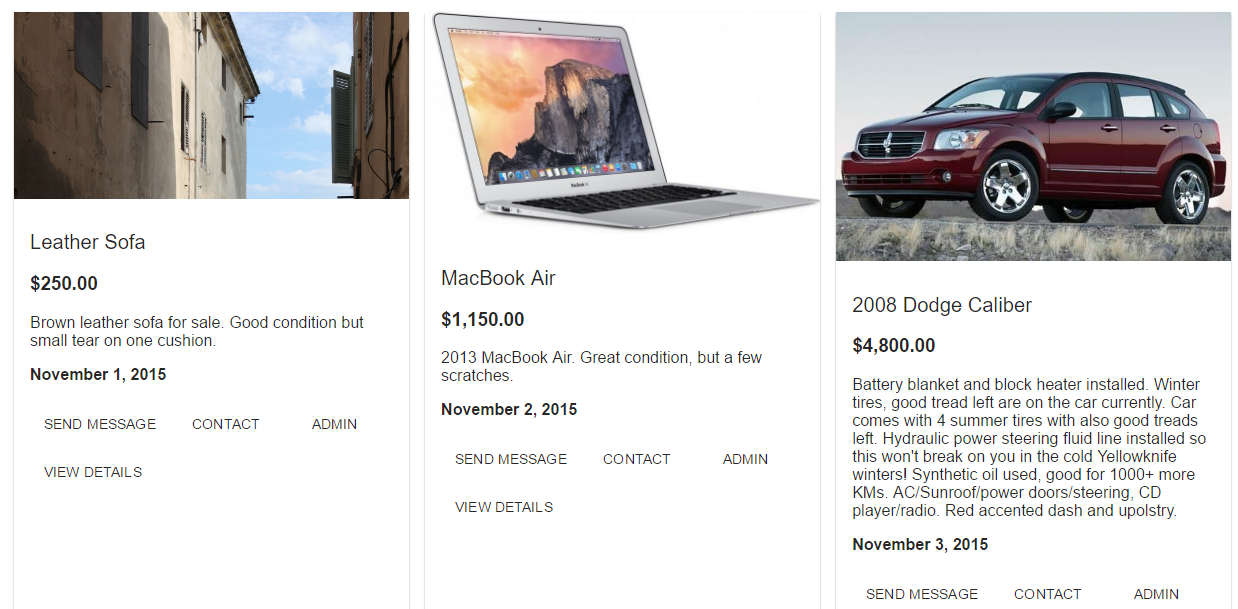 Leather Sofa
$250.00
Brown leather sofa for sale. Good condition but
small tear on one cushion.
November 1, 2015
SEND MESSAGE CONTACT ADMIN
VIEW DETAILS
MacBook Air
MacBook Air
$1,150.00
2013 MacBook Air. Great condition, but a few
scratches.
November 2, 2015
SEND MESSAGE CONTACT ADMIN
VIEW DETAILS
2008 Dodge Caliber
$4,800.00
Battery blanket and block heater installed. Winter
tires, good tread left are on the car currently. Car
comes with 4 summer tires with also good treads
left. Hydraulic power steering fluid line installed so
this won't break on you in the cold Yellowknife
winters! Synthetic oil used, good for 1000+ more
KMs. AC/Sunroof/power doors/steering, CD
player/radio. Red accented dash and upolstry.
November 3, 2015
SEND MESSAGE CONTACT ADMIN